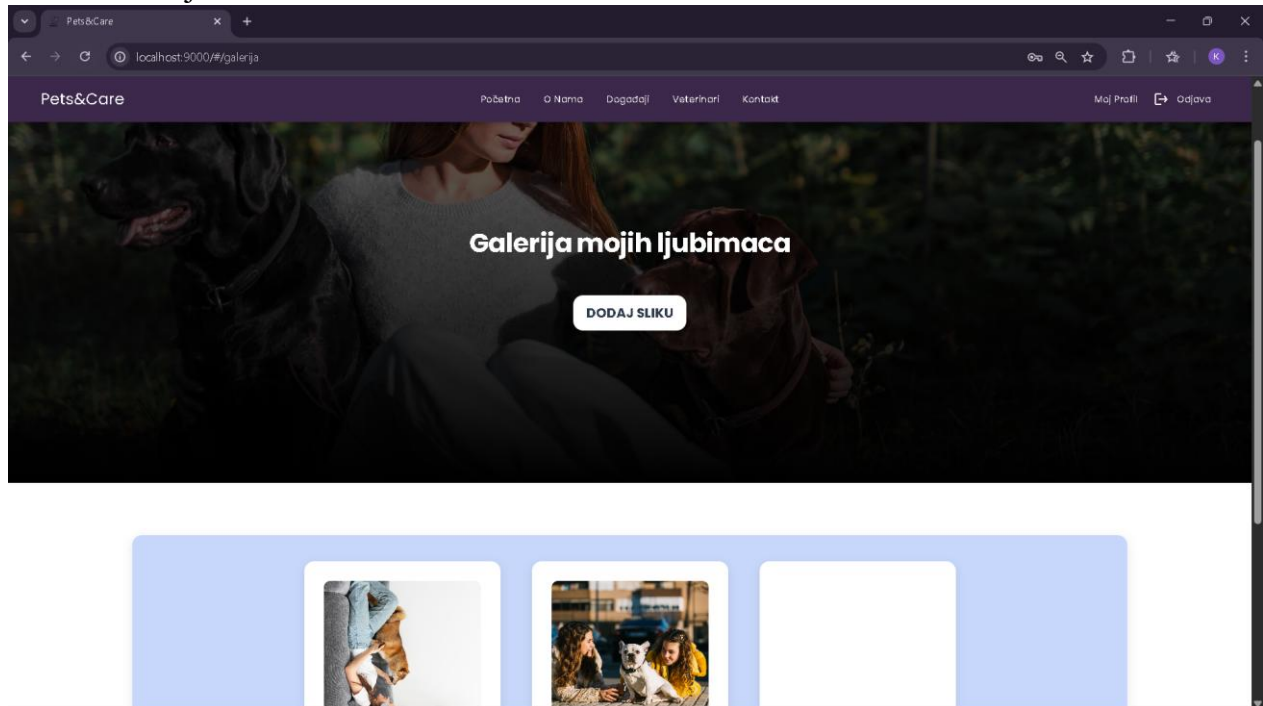 Pets&Care
localhost:9000/#/galerija
K
Pets&Care Početna O Nama Događaji Veterinari Kontakt Moj Profil Odjava
Galerija mojih ljubimaca
DODAJ SLIKU